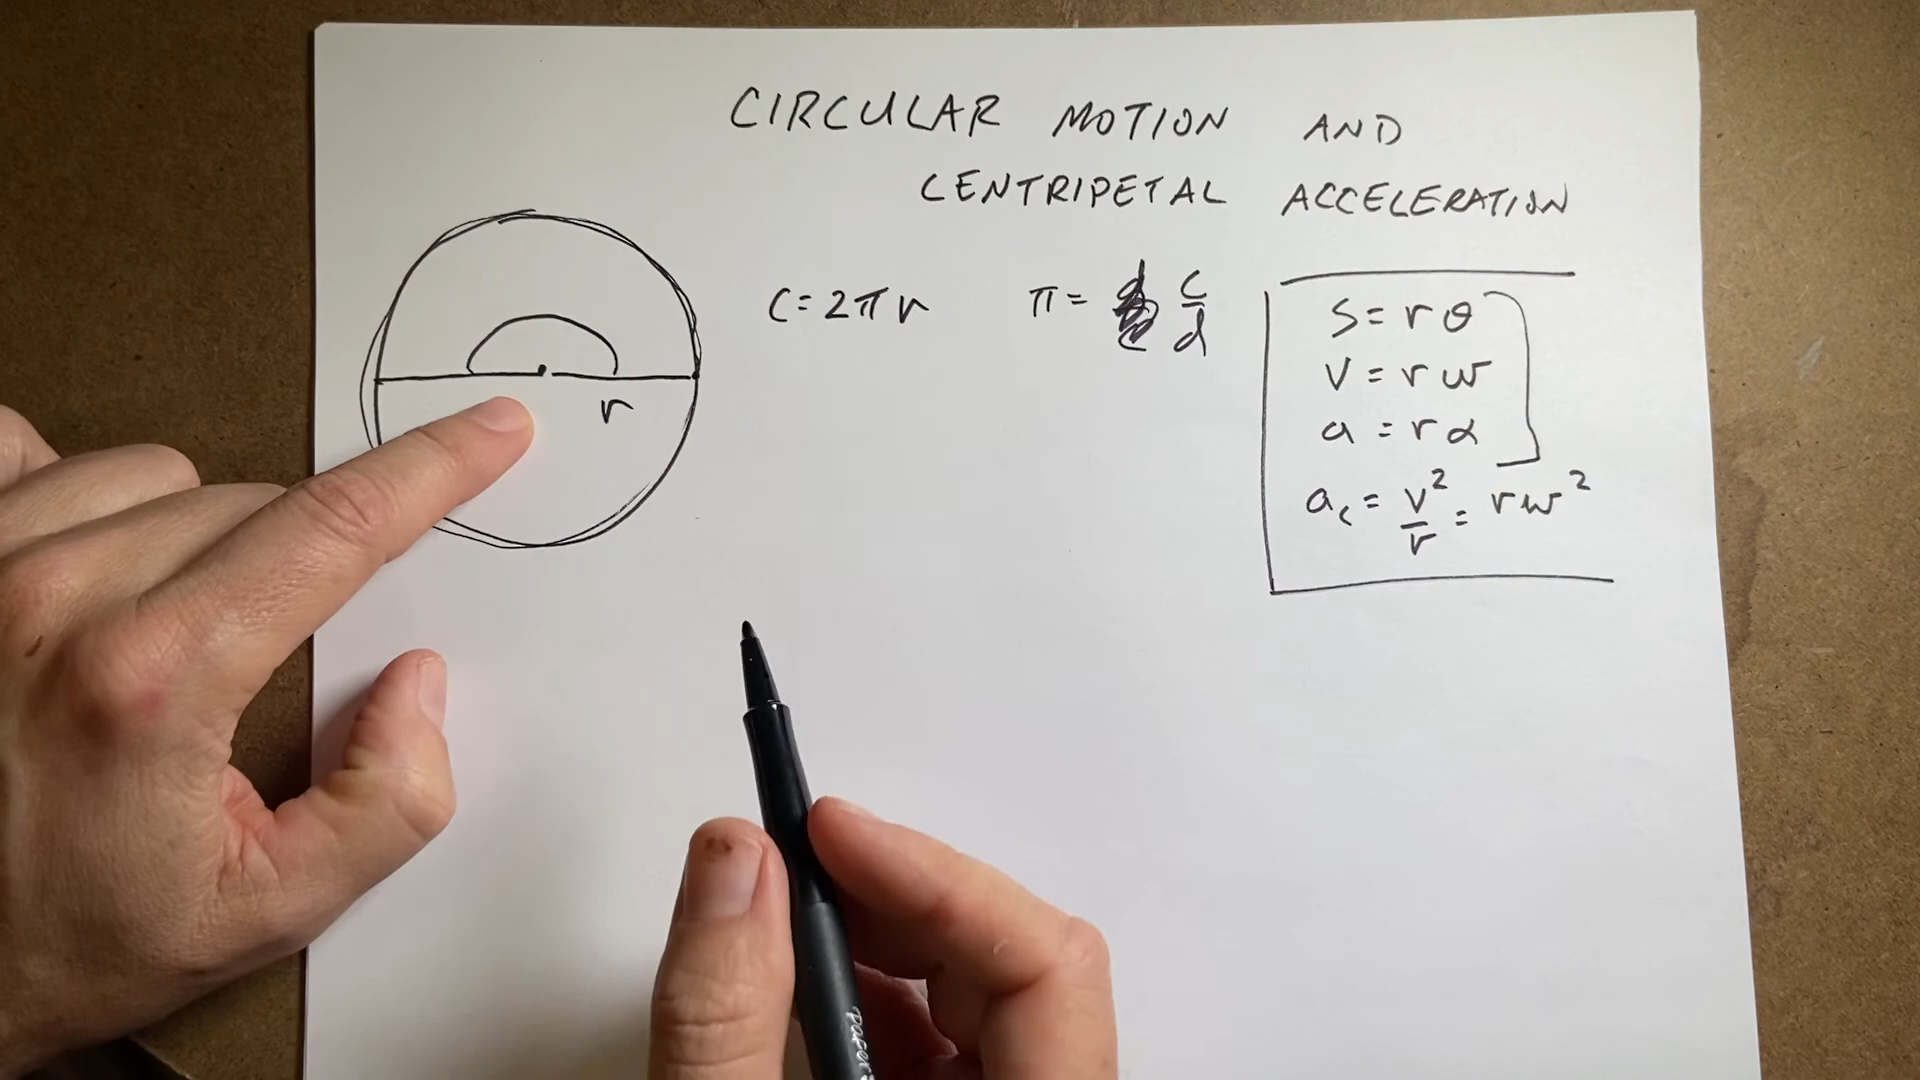 CIRCULAR MOTION AND
CENTRIPETAL ACCELERATION
C = 2πr
π = c/d
r
S = rθ
V = rω
a = rα
a_c = v²/r = rω²